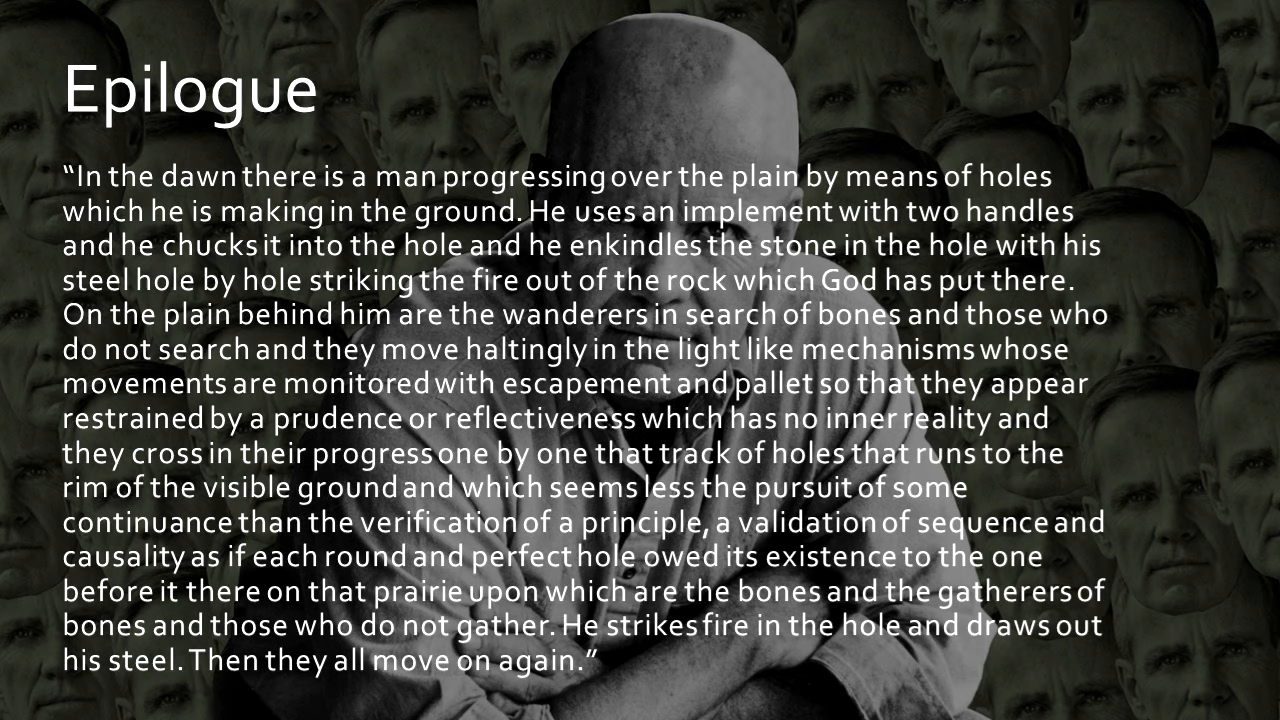 Epilogue
“In the dawn there is a man progressing over the plain by means of holes
which he is making in the ground. He uses an implement with two handles
and he chucks it into the hole and he enkindles the stone in the hole with his
steel hole by hole striking the fire out of the rock which God has put there.
On the plain behind him are the wanderers in search of bones and those who
do not search and they move haltingly in the light like mechanisms whose
movements are monitored with escapement and pallet so that they appear
restrained by a prudence or reflectiveness which has no inner reality and
they cross in their progress one by one that track of holes that runs to the
rim of the visible ground and which seems less the pursuit of some
continuance than the verification of a principle, a validation of sequence and
causality as if each round and perfect hole owed its existence to the one
before it there on that prairie upon which are the bones and the gatherers of
bones and those who do not gather. He strikes fire in the hole and draws out
his steel. Then they all move on again.”